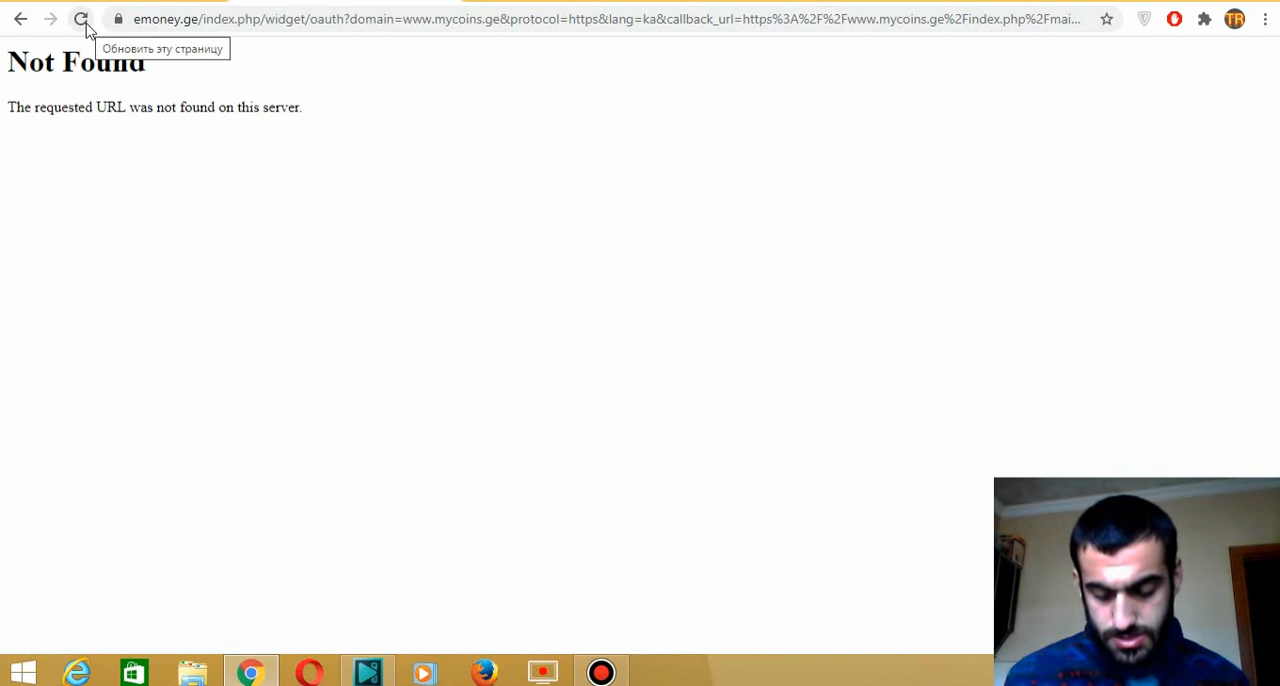 emoney.ge/index.php/widget/oauth?domain=www.mycoins.ge&protocol=https&lang=ka&callback_url=https%3A%2F%2Fwww.mycoins.ge%2Findex.php%2Fmai...
TR
Обновить эту страницу
Not Found
The requested URL was not found on this server.